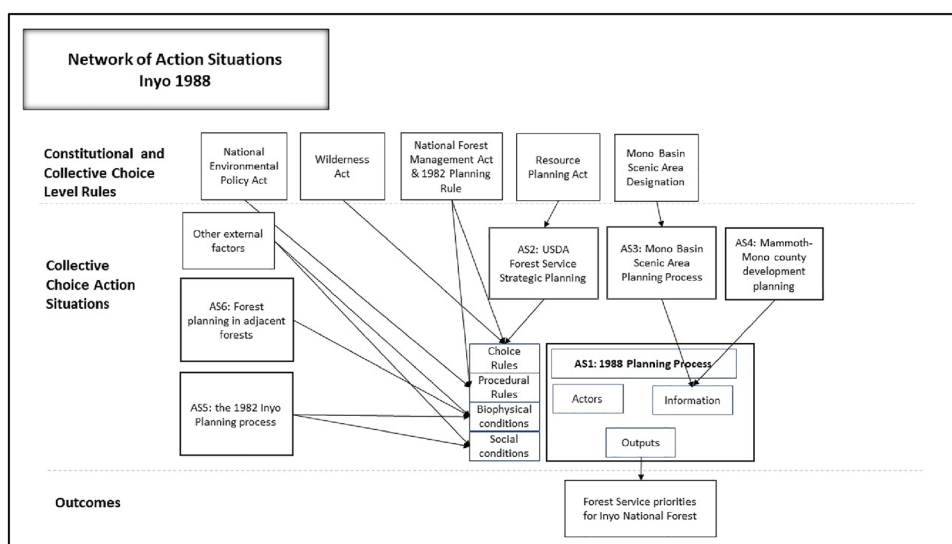 Network of Action Situations
Inyo 1988
Constitutional and
Collective Choice
Level Rules
National
Environmental
Policy Act
Wilderness
Act
National Forest
Management Act
& 1982 Planning
Rule
Resource
Planning Act
Mono Basin
Scenic Area
Designation
Collective
Choice Action
Situations
Other external
factors
AS2: USDA
Forest Service
Strategic Planning
AS3: Mono Basin
Scenic Area
Planning Process
AS4: Mammoth-
Mono county
development
planning
AS6: Forest
planning in adjacent
forests
AS5: the 1982 Inyo
Planning process
Choice
Rules
Procedural
Rules
Biophysical
conditions
Social
conditions
AS1: 1988 Planning Process
Actors
Information
Outputs
Outcomes
Forest Service priorities
for Inyo National Forest